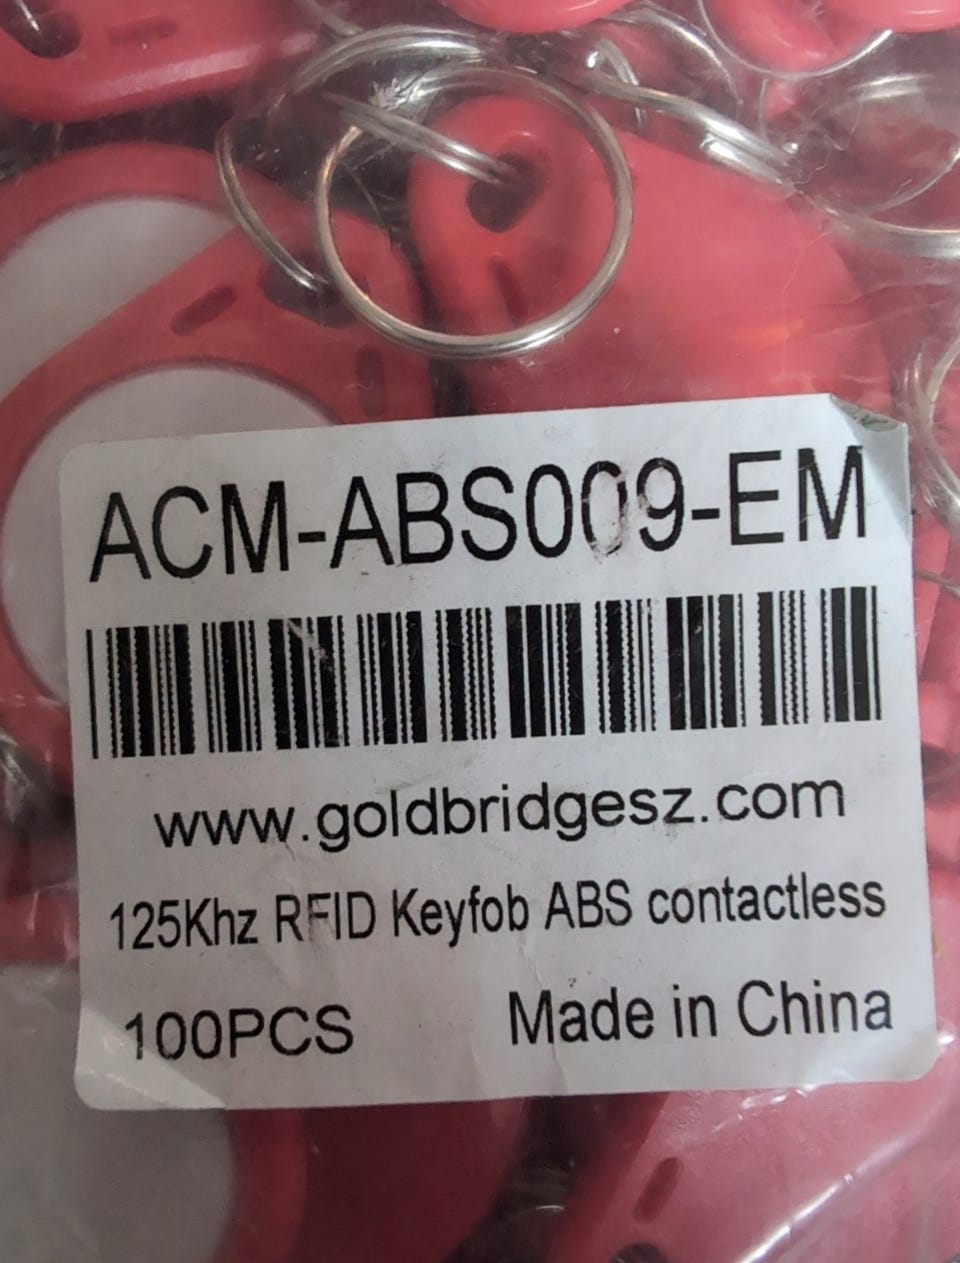 ACM-ABS009-EM
www.goldbridgesz.com
125Khz RFID Keyfob ABS contactless
100PCS Made in China